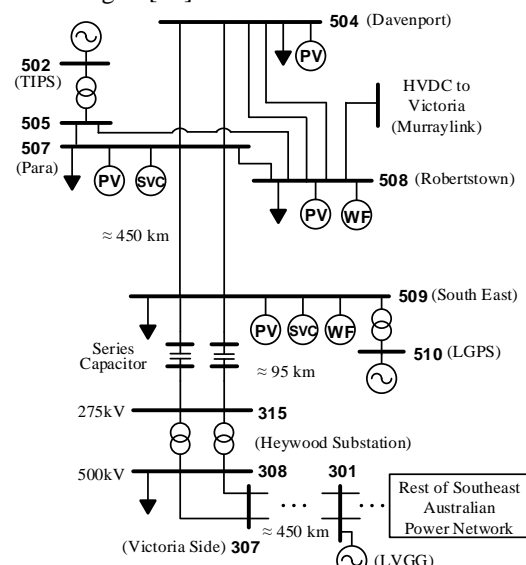 504 (Davenport)
PV
502
(TIPS)
HVDC to
Victoria
(Murraylink)
505
507
(Para)
PV
SVC
508 (Robertstown)
PV
WF
≈ 450 km
509 (South East)
PV
SVC
WF
Series
Capacitor
510 (LGPS)
≈ 95 km
275kV
315
(Heywood Substation)
500kV
308
301
Rest of Southeast
Australian
Power Network
≈ 450 km
(Victoria Side) 307
(LVGG)